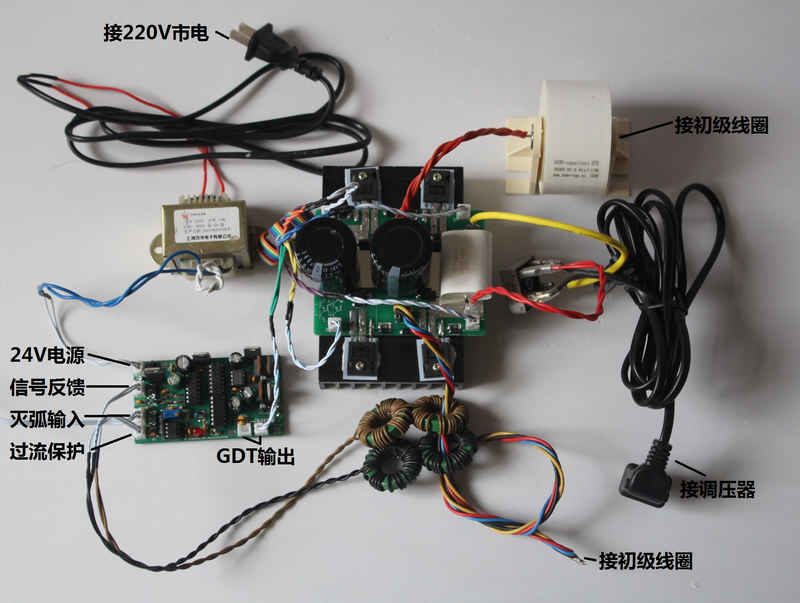 接220V市电
接初级线圈
24V电源
信号反馈
灭弧输入
过流保护
GDT输出
接调压器
接初级线圈